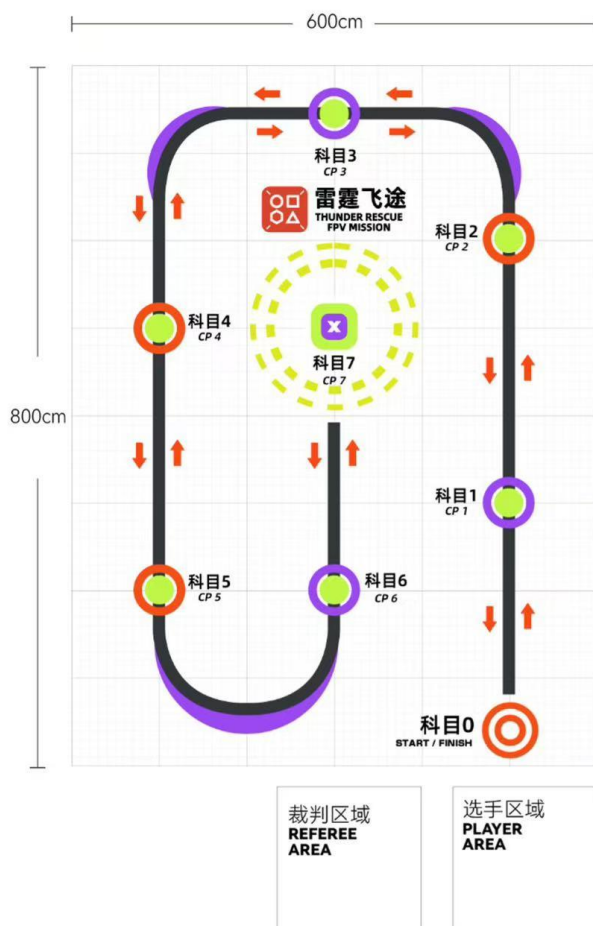 600cm
科目3
CP 3
雷霆飞途
THUNDER RESCUE
FPV MISSION
科目2
CP 2
科目4
CP 4
X
科目7
CP 7
800cm
科目1
CP 1
科目5
CP 5
科目6
CP 6
科目0
START / FINISH
裁判区域
REFEREE
AREA
选手区域
PLAYER
AREA